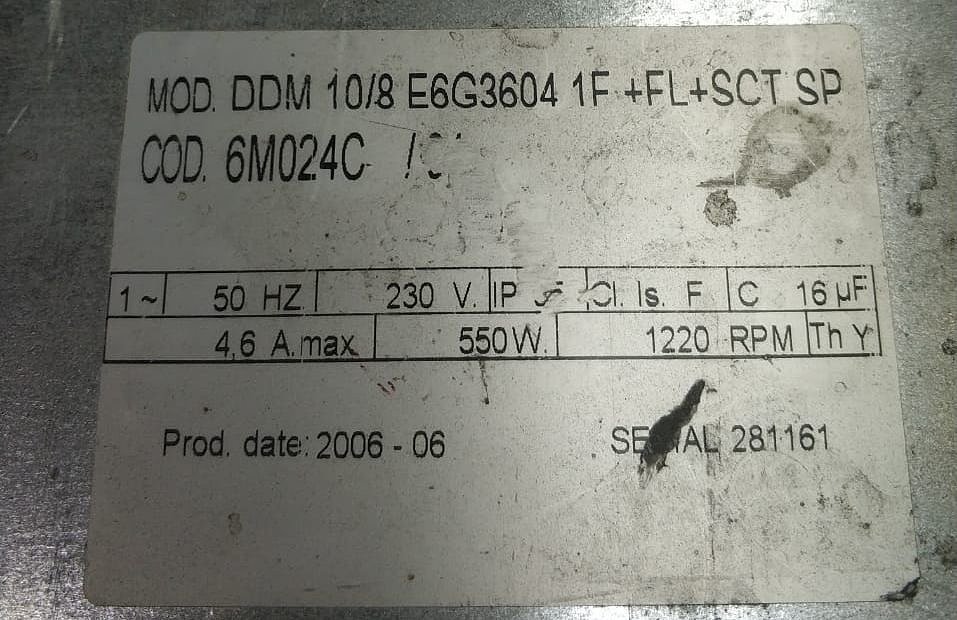 MOD. DDM 10/8 E6G3604 1F +FL+SCT SP
COD. 6M024C
1~ 50 HZ 230 V. IP Cl. Is. F C 16 µF
4,6 A.max 550W. 1220 RPM Th Y
Prod. date: 2006 - 06 SERIAL 281161